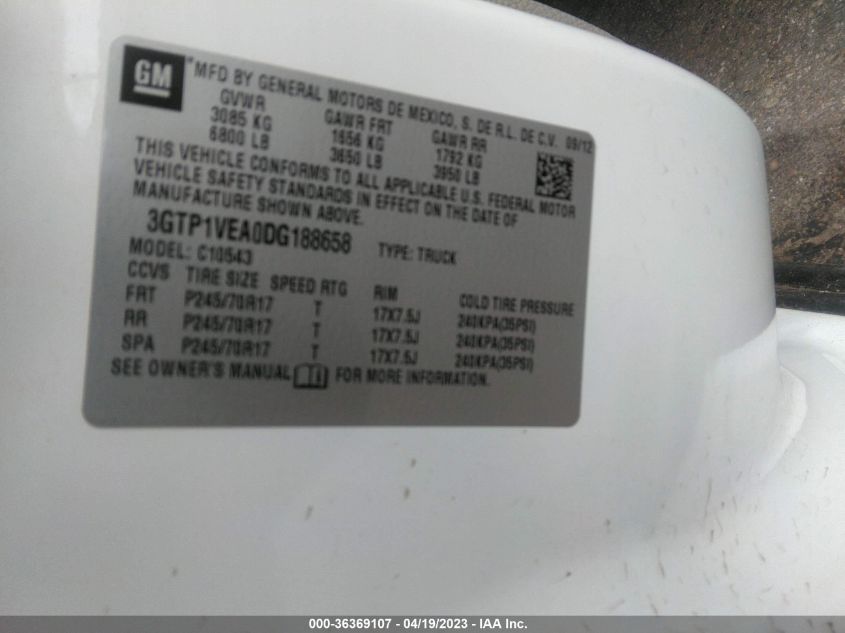 GM
*MFD BY GENERAL MOTORS DE MEXICO, S. DE R.L. DE C.V. 09/12
GVWR GAWR FRT GAWR RR
3085 KG 1656 KG 1792 KG
6800 LB 3650 LB 3950 LB
THIS VEHICLE CONFORMS TO ALL APPLICABLE U.S. FEDERAL MOTOR
VEHICLE SAFETY STANDARDS IN EFFECT ON THE DATE OF
MANUFACTURE SHOWN ABOVE.
3GTP1VEA0DG188658 TYPE: TRUCK
MODEL: C10543
CCVS TIRE SIZE SPEED RTG RIM COLD TIRE PRESSURE
FRT P245/70R17 T 17X7.5J 240KPA(35PSI)
RR P245/70R17 T 17X7.5J 240KPA(35PSI)
SPA P245/70R17 T 17X7.5J 240KPA(35PSI)
SEE OWNER'S MANUAL FOR MORE INFORMATION.
000-36369107 - 04/19/2023 - IAA Inc.